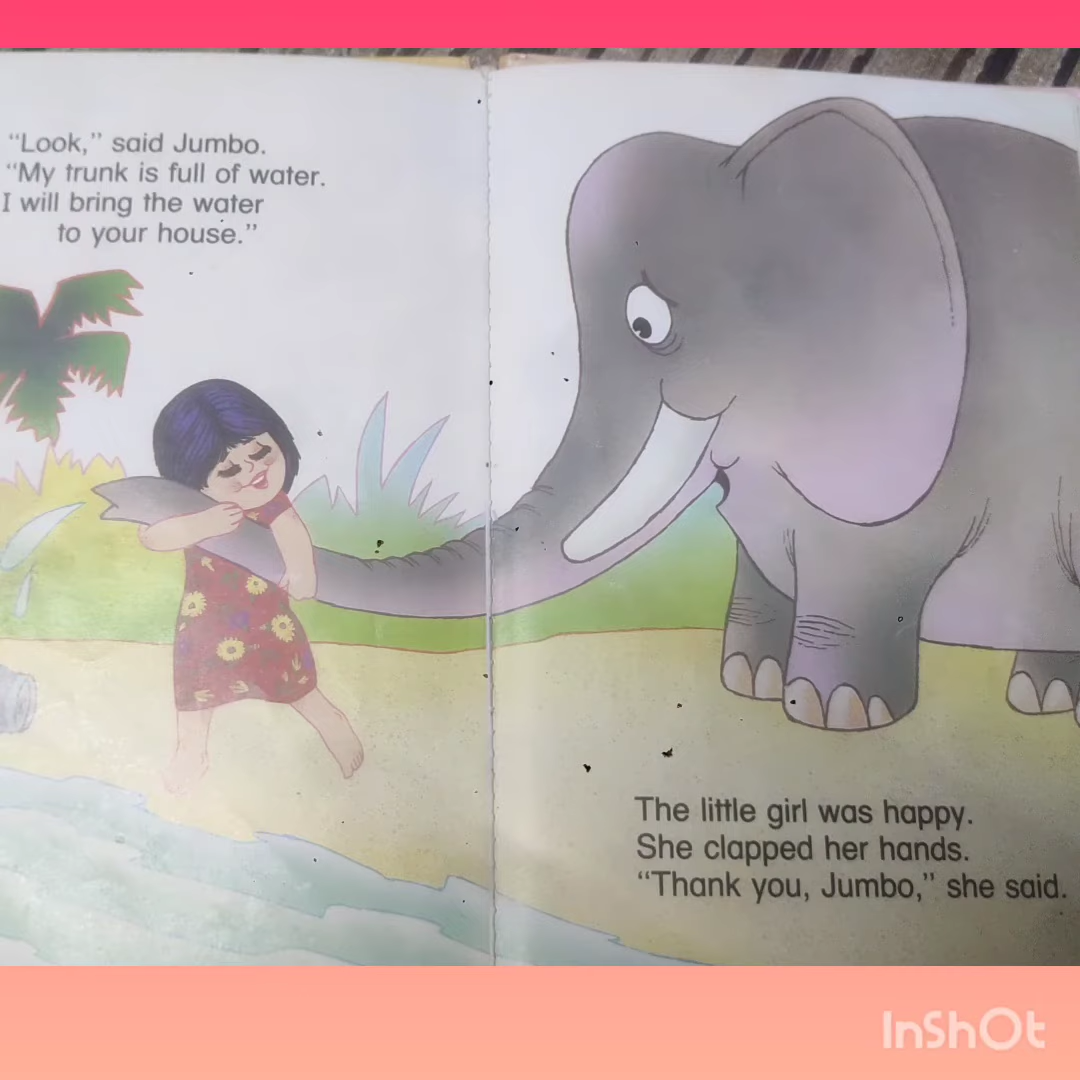 “Look,” said Jumbo.
“My trunk is full of water.
I will bring the water
to your house.”
The little girl was happy.
She clapped her hands.
“Thank you, Jumbo,” she said.
InShOt